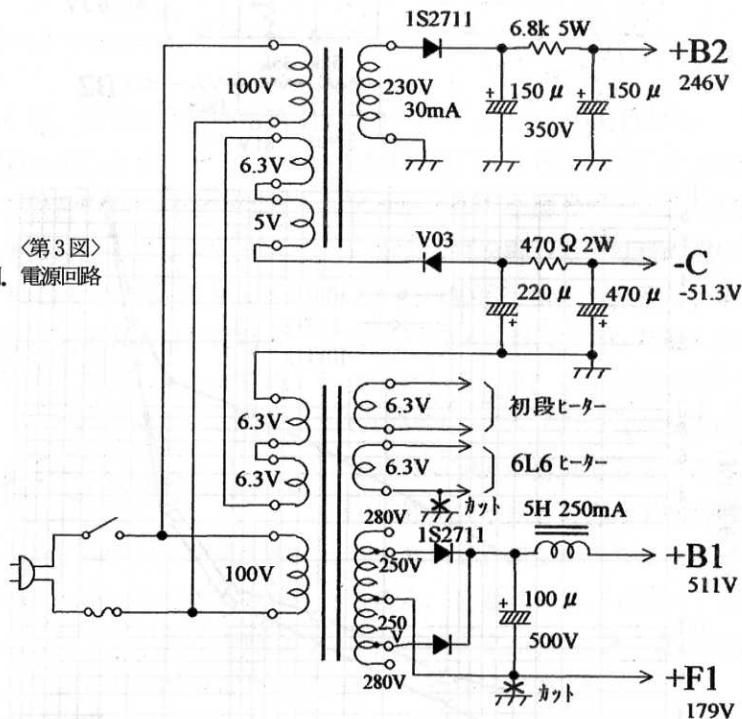 1S2711
6.8k 5W
+B2
246V
100V
230V
30mA
+
150 μ
+
150 μ
350V
6.3V
5V
〈第3図〉
電源回路
V03
470 Ω 2W
-C
-51.3V
220 μ
+
470 μ
+
6.3V
6.3V
初段ヒーター
6.3V
6.3V
6L6 ヒーター
カット
280V
1S2711
5H 250mA
100V
250V
+B1
511V
+
100 μ
500V
250
V
280V
カット
+F1
179V